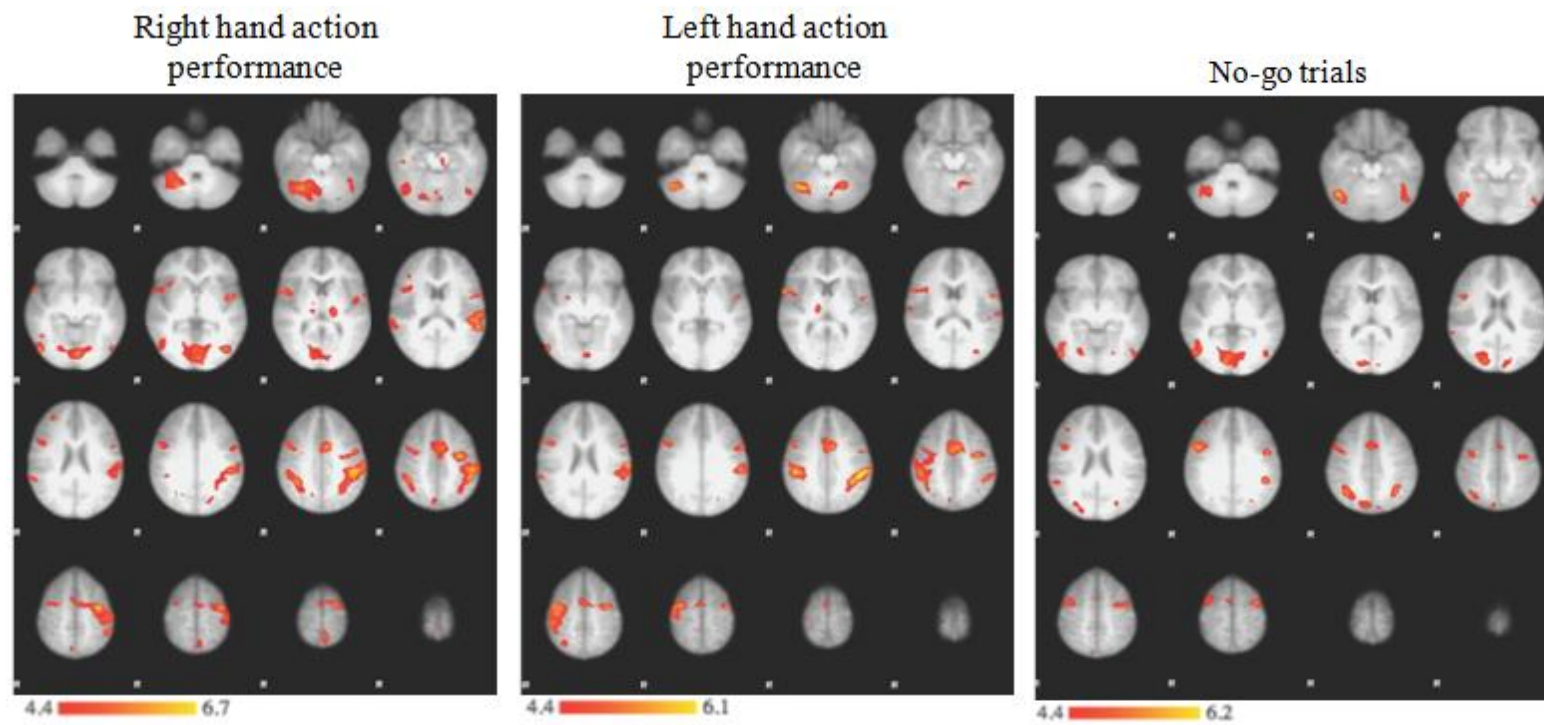 Right hand action
performance
Left hand action
performance
No-go trials
4.4 6.7
4.4 6.1
4.4 6.2